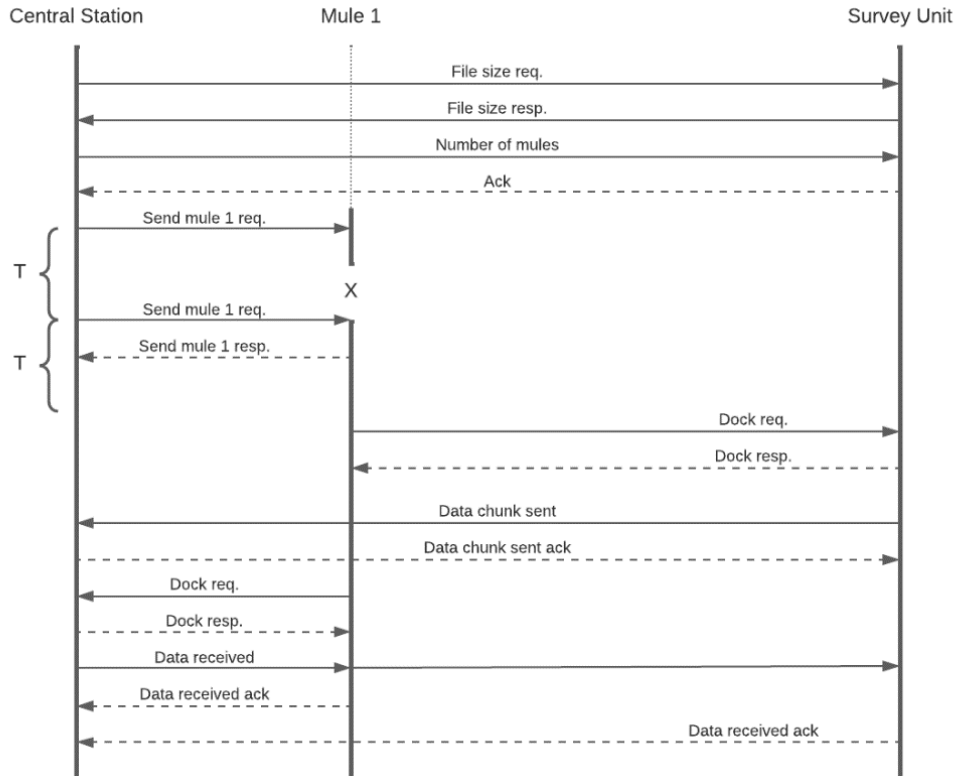 Central Station
Mule 1
Survey Unit
File size req.
File size resp.
Number of mules
Ack
Send mule 1 req.
T
X
Send mule 1 req.
Send mule 1 resp.
T
Dock req.
Dock resp.
Data chunk sent
Data chunk sent ack
Dock req.
Dock resp.
Data received
Data received ack
Data received ack